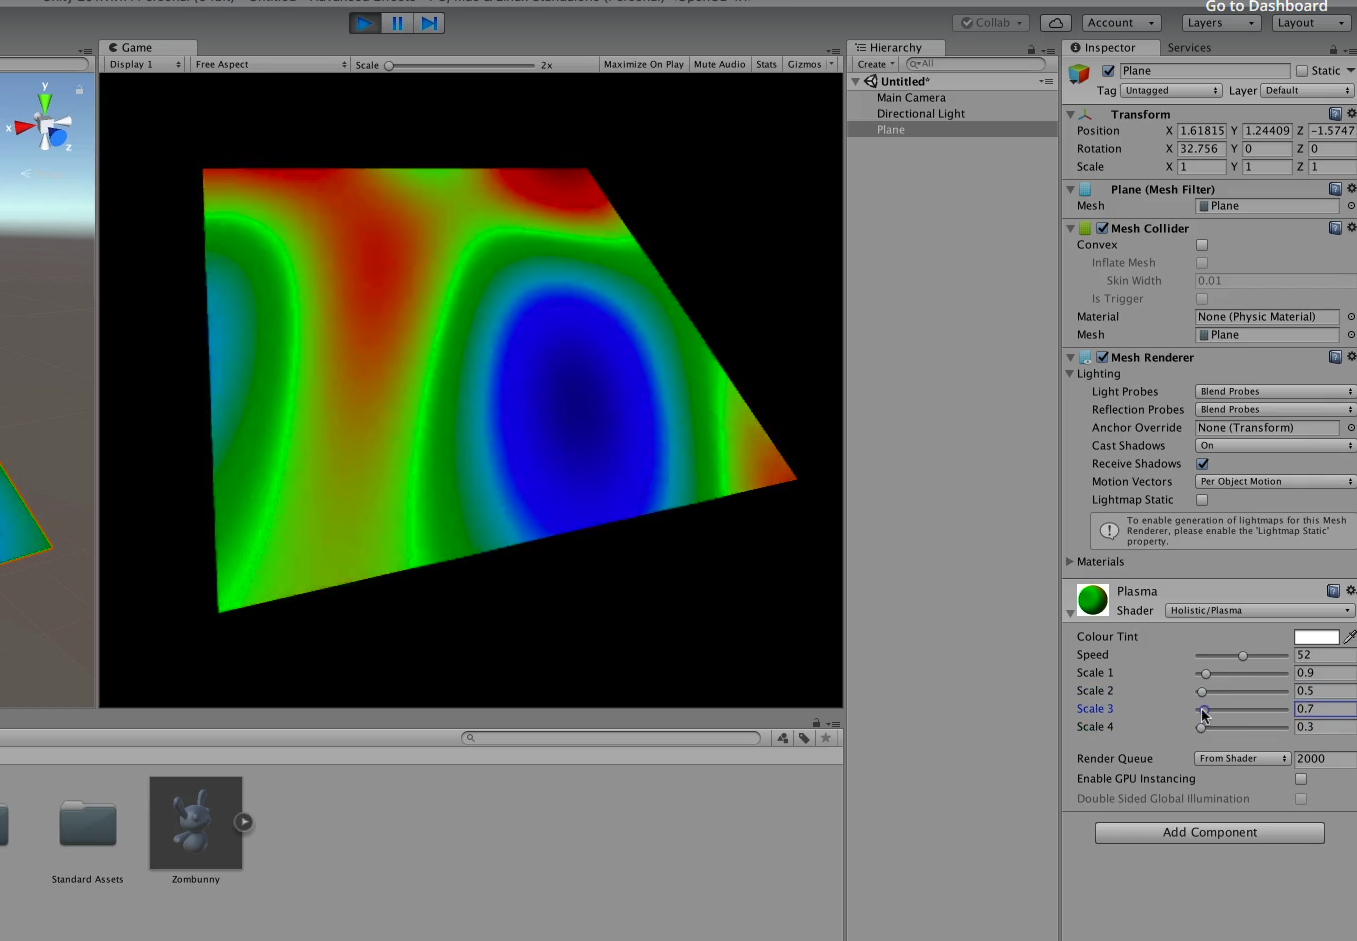 Go to Dashboard
Collab
Account
Layers
Layout
Game
Display 1
Free Aspect
Scale
2x
Maximize On Play
Mute Audio
Stats
Gizmos
Hierarchy
Create
All
Untitled*
Main Camera
Directional Light
Plane
Inspector
Services
Plane
Static
Tag
Untagged
Layer
Default
Transform
Position X 1.61815 Y 1.24409 Z -1.5747
Rotation X 32.756 Y 0 Z 0
Scale X 1 Y 1 Z 1
Plane (Mesh Filter)
Mesh Plane
Mesh Collider
Convex
Inflate Mesh
Skin Width 0.01
Is Trigger
Material None (Physic Material)
Mesh Plane
Mesh Renderer
Lighting
Light Probes Blend Probes
Reflection Probes Blend Probes
Anchor Override None (Transform)
Cast Shadows On
Receive Shadows
Motion Vectors Per Object Motion
Lightmap Static
To enable generation of lightmaps for this Mesh
Renderer, please enable the 'Lightmap Static'
property.
Materials
Plasma
Shader Holistic/Plasma
Colour Tint
Speed 52
Scale 1 0.9
Scale 2 0.5
Scale 3 0.7
Scale 4 0.3
Render Queue From Shader 2000
Enable GPU Instancing
Double Sided Global Illumination
Add Component
y
x
z
Standard Assets
Zombunny